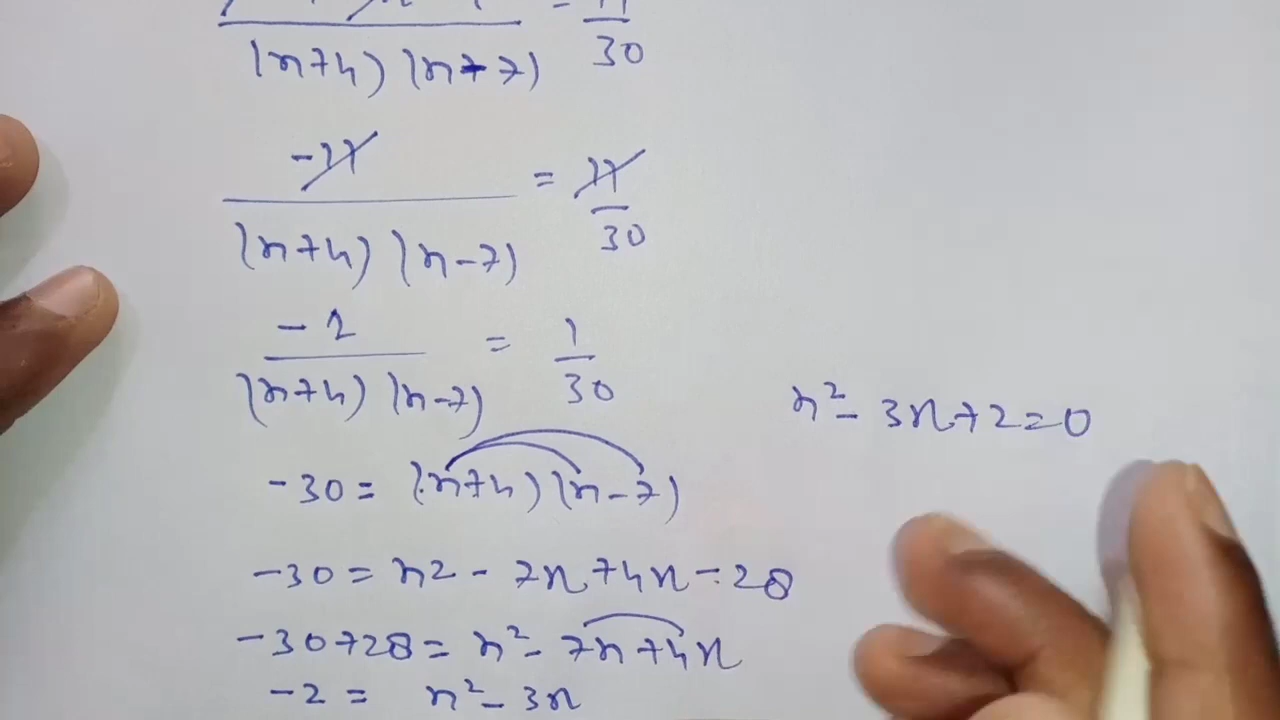 = 11/30
(x+4)(x-7)
-11/(x+4)(x-7) = 11/30
-1/(x+4)(x-7) = 1/30
-30 = (x+4)(x-7)
-30 = x2 - 7x+4x-28
-30+28 = x² - 7x+4x
-2 = x² - 3x
x² - 3x+2=0